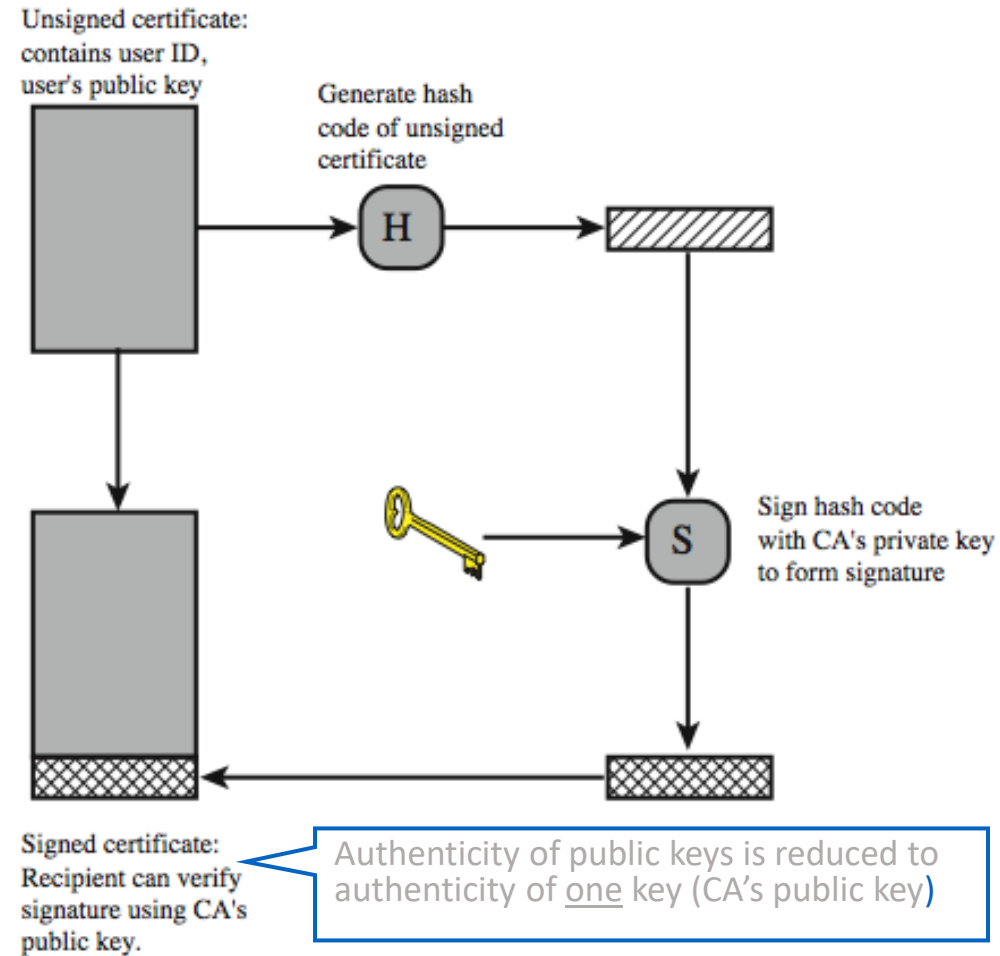 Unsigned certificate:
contains user ID,
user's public key
Generate hash
code of unsigned
certificate
H
S
Sign hash code
with CA's private key
to form signature
Signed certificate:
Recipient can verify
signature using CA's
public key.
Authenticity of public keys is reduced to
authenticity of one key (CA’s public key)